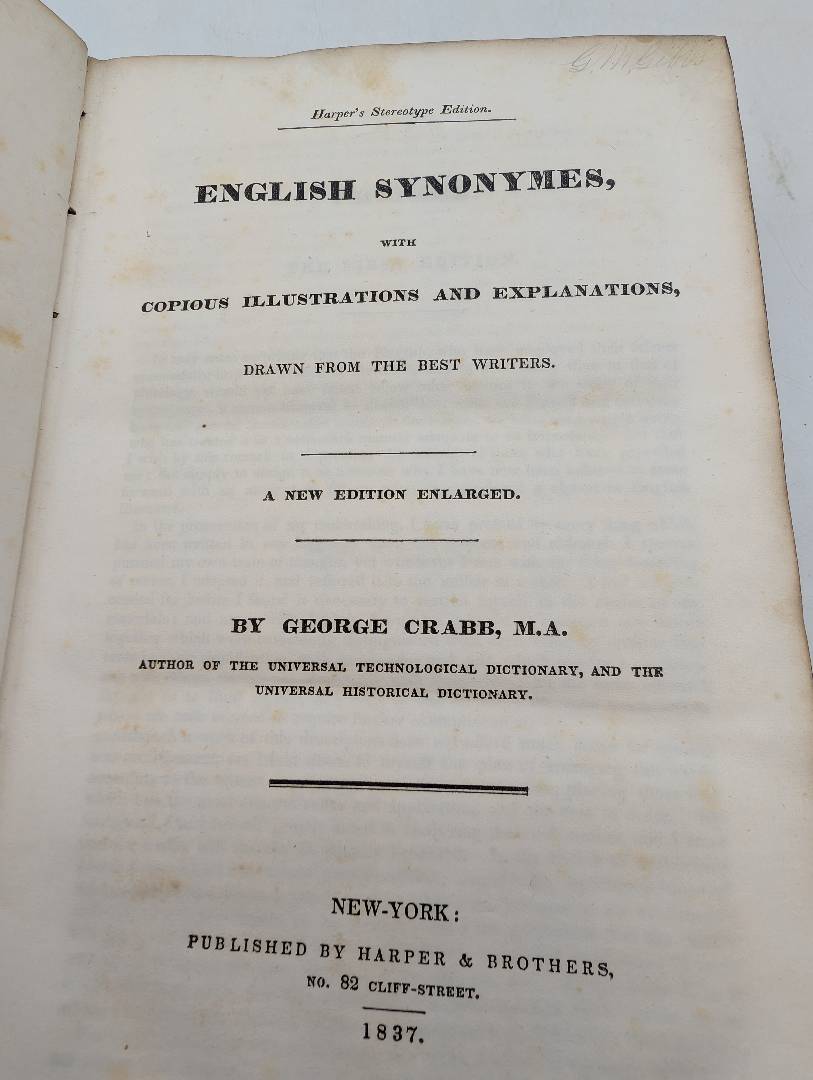 Harper's Stereotype Edition.
ENGLISH SYNONYMES,
WITH
COPIOUS ILLUSTRATIONS AND EXPLANATIONS,
DRAWN FROM THE BEST WRITERS.
A NEW EDITION ENLARGED.
BY GEORGE CRABB, M.A.
AUTHOR OF THE UNIVERSAL TECHNOLOGICAL DICTIONARY, AND THE
UNIVERSAL HISTORICAL DICTIONARY.
NEW-YORK:
PUBLISHED BY HARPER & BROTHERS,
NO. 82 CLIFF-STREET.
1837.